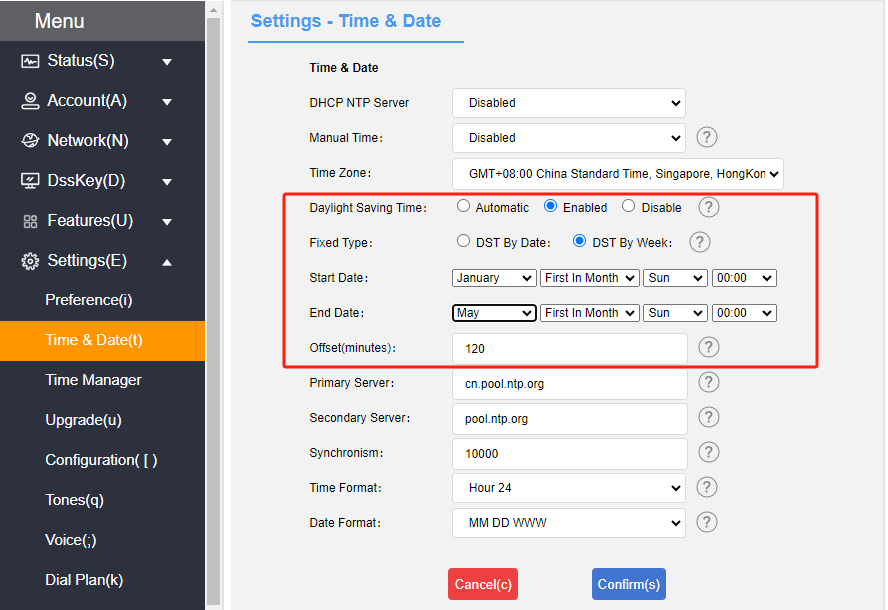 Menu
Status(S)
Account(A)
Network(N)
DssKey(D)
Features(U)
Settings(E)
Preference(i)
Time & Date(t)
Time Manager
Upgrade(u)
Configuration( [ )
Tones(q)
Voice(;)
Dial Plan(k)
Settings - Time & Date
Time & Date
DHCP NTP Server Disabled
Manual Time: Disabled ?
Time Zone: GMT+08:00 China Standard Time, Singapore, HongKon
Daylight Saving Time: Automatic Enabled Disable ?
Fixed Type: DST By Date: DST By Week: ?
Start Date: January First In Month Sun 00:00
End Date: May First In Month Sun 00:00
Offset(minutes): 120 ?
Primary Server: cn.pool.ntp.org ?
Secondary Server: pool.ntp.org ?
Synchronism: 10000 ?
Time Format: Hour 24 ?
Date Format: MM DD WWW ?
Cancel(c) Confirm(s)